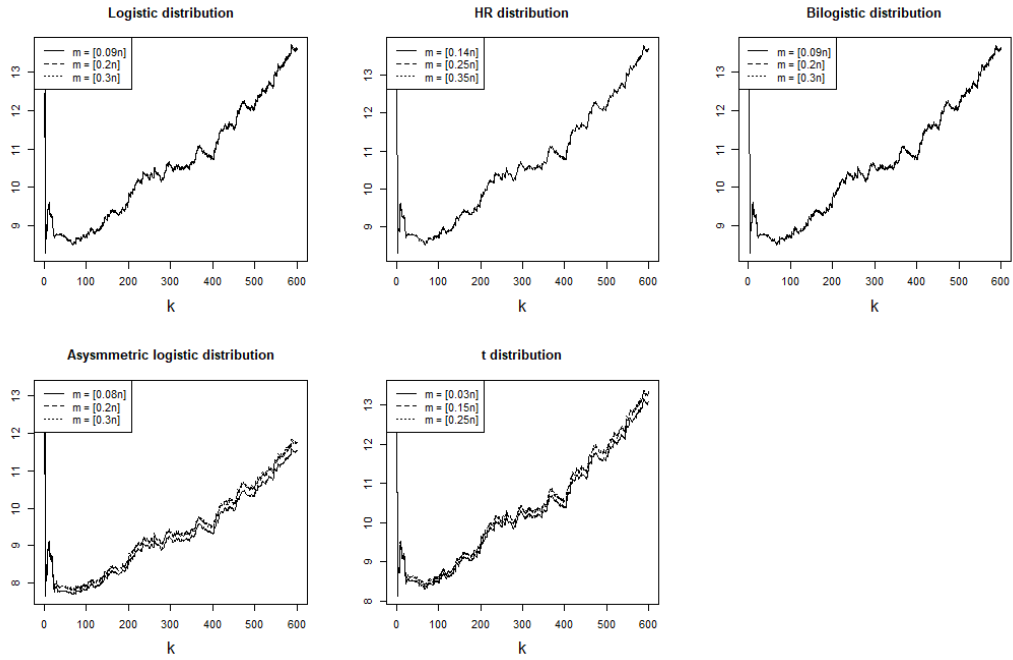 Logistic distribution
m = [0.09n]
m = [0.2n]
m = [0.3n]
13
12
11
10
9
0 100 200 300 400 500 600
k
HR distribution
m = [0.14n]
m = [0.25n]
m = [0.35n]
13
12
11
10
9
0 100 200 300 400 500 600
k
Bilogistic distribution
m = [0.09n]
m = [0.2n]
m = [0.3n]
13
12
11
10
9
0 100 200 300 400 500 600
k
Asysmmetric logistic distribution
m = [0.08n]
m = [0.2n]
m = [0.3n]
13
12
11
10
9
8
0 100 200 300 400 500 600
k
t distribution
m = [0.03n]
m = [0.15n]
m = [0.25n]
13
12
11
10
9
8
0 100 200 300 400 500 600
k